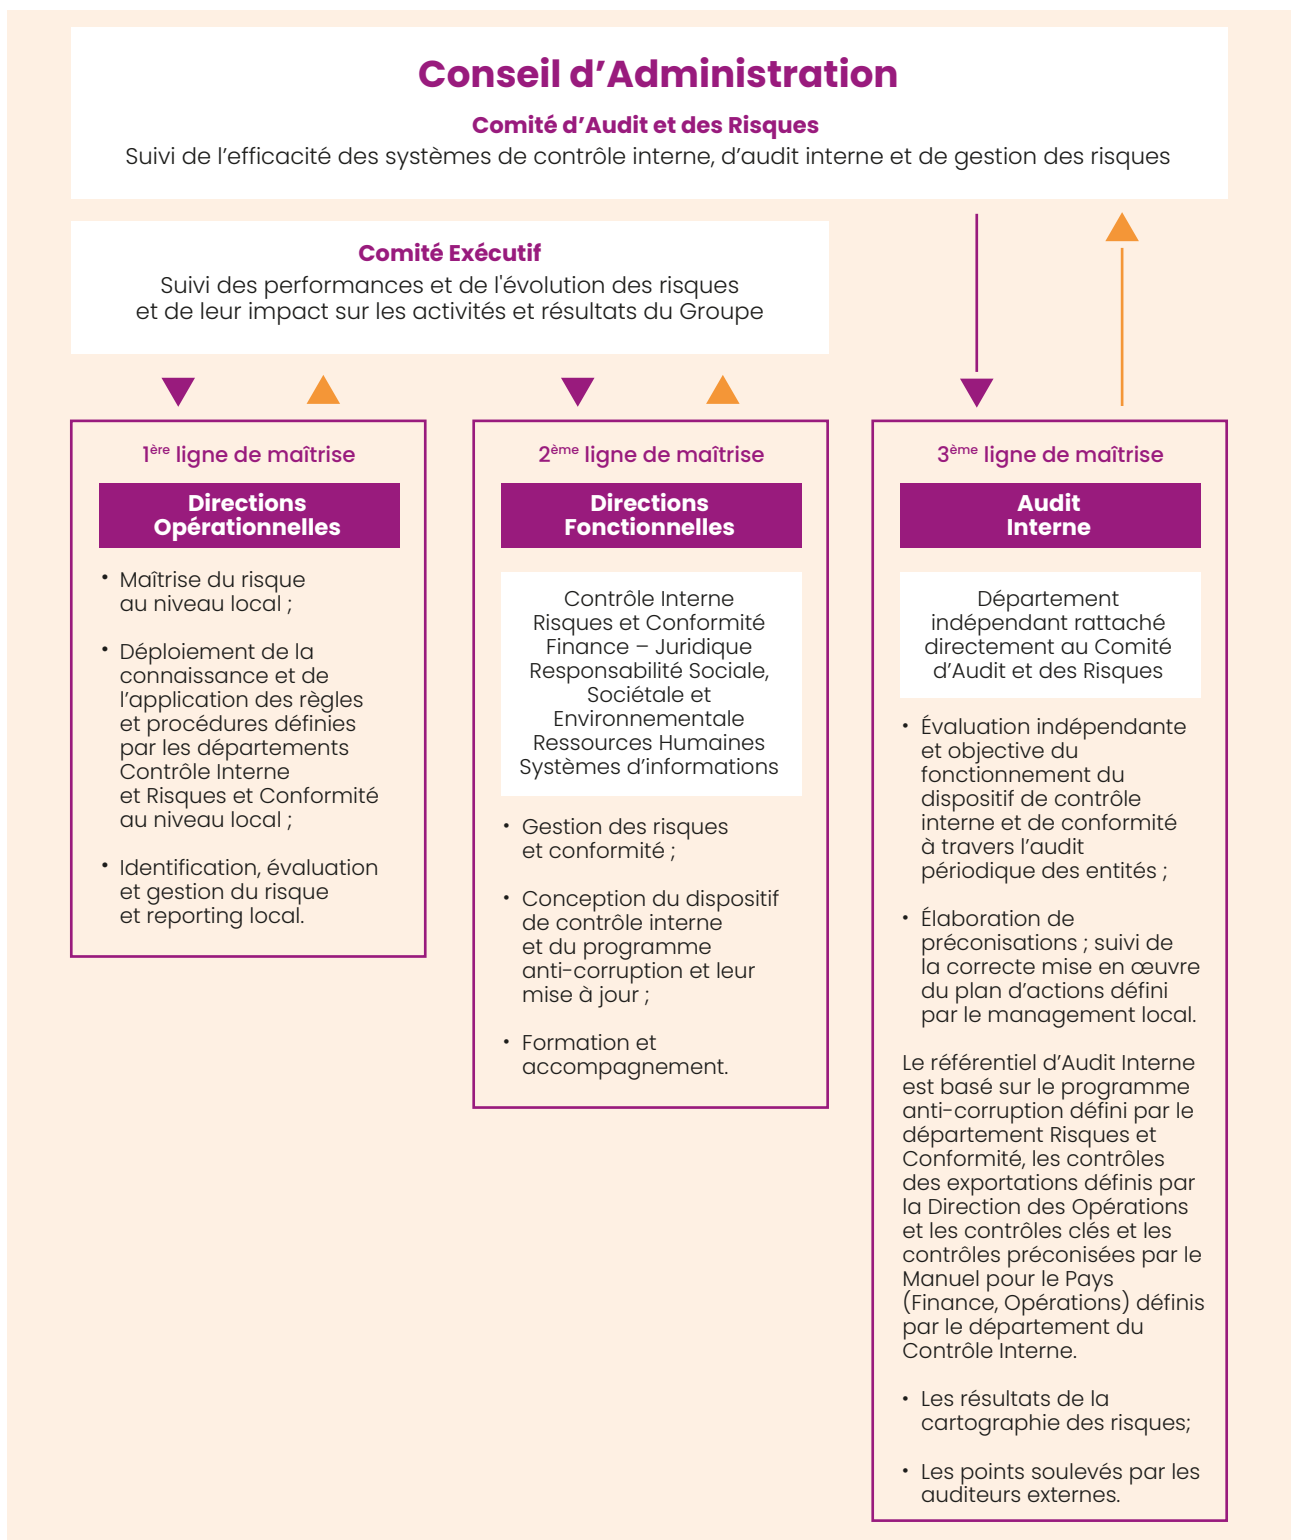 Conseil d’Administration
Comité d’Audit et des Risques
Suivi de l’efficacité des systèmes de contrôle interne, d’audit interne et de gestion des risques
Comité Exécutif
Suivi des performances et de l'évolution des risques
et de leur impact sur les activités et résultats du Groupe
1ère ligne de maîtrise
Directions
Opérationnelles
• Maîtrise du risque
au niveau local ;
• Déploiement de la
connaissance et de
l’application des règles
et procédures définies
par les départements
Contrôle Interne
et Risques et Conformité
au niveau local ;
• Identification, évaluation
et gestion du risque
et reporting local.
2ème ligne de maîtrise
Directions
Fonctionnelles
Contrôle Interne
Risques et Conformité
Finance – Juridique
Responsabilité Sociale,
Sociétale et
Environnementale
Ressources Humaines
Systèmes d’informations
• Gestion des risques
et conformité ;
• Conception du dispositif
de contrôle interne
et du programme
anti-corruption et leur
mise à jour ;
• Formation et
accompagnement.
3ème ligne de maîtrise
Audit
Interne
Département
indépendant rattaché
directement au Comité
d’Audit et des Risques
• Évaluation indépendante
et objective du
fonctionnement du
dispositif de contrôle
interne et de conformité
à travers l’audit
périodique des entités ;
• Élaboration de
préconisations ; suivi de
la correcte mise en œuvre
du plan d’actions défini
par le management local.
Le référentiel d’Audit Interne
est basé sur le programme
anti-corruption défini par le
département Risques et
Conformité, les contrôles
des exportations définis par
la Direction des Opérations
et les contrôles clés et les
contrôles préconisées par le
Manuel pour le Pays
(Finance, Opérations) définis
par le département du
Contrôle Interne.
• Les résultats de la
cartographie des risques;
• Les points soulevés par les
auditeurs externes.